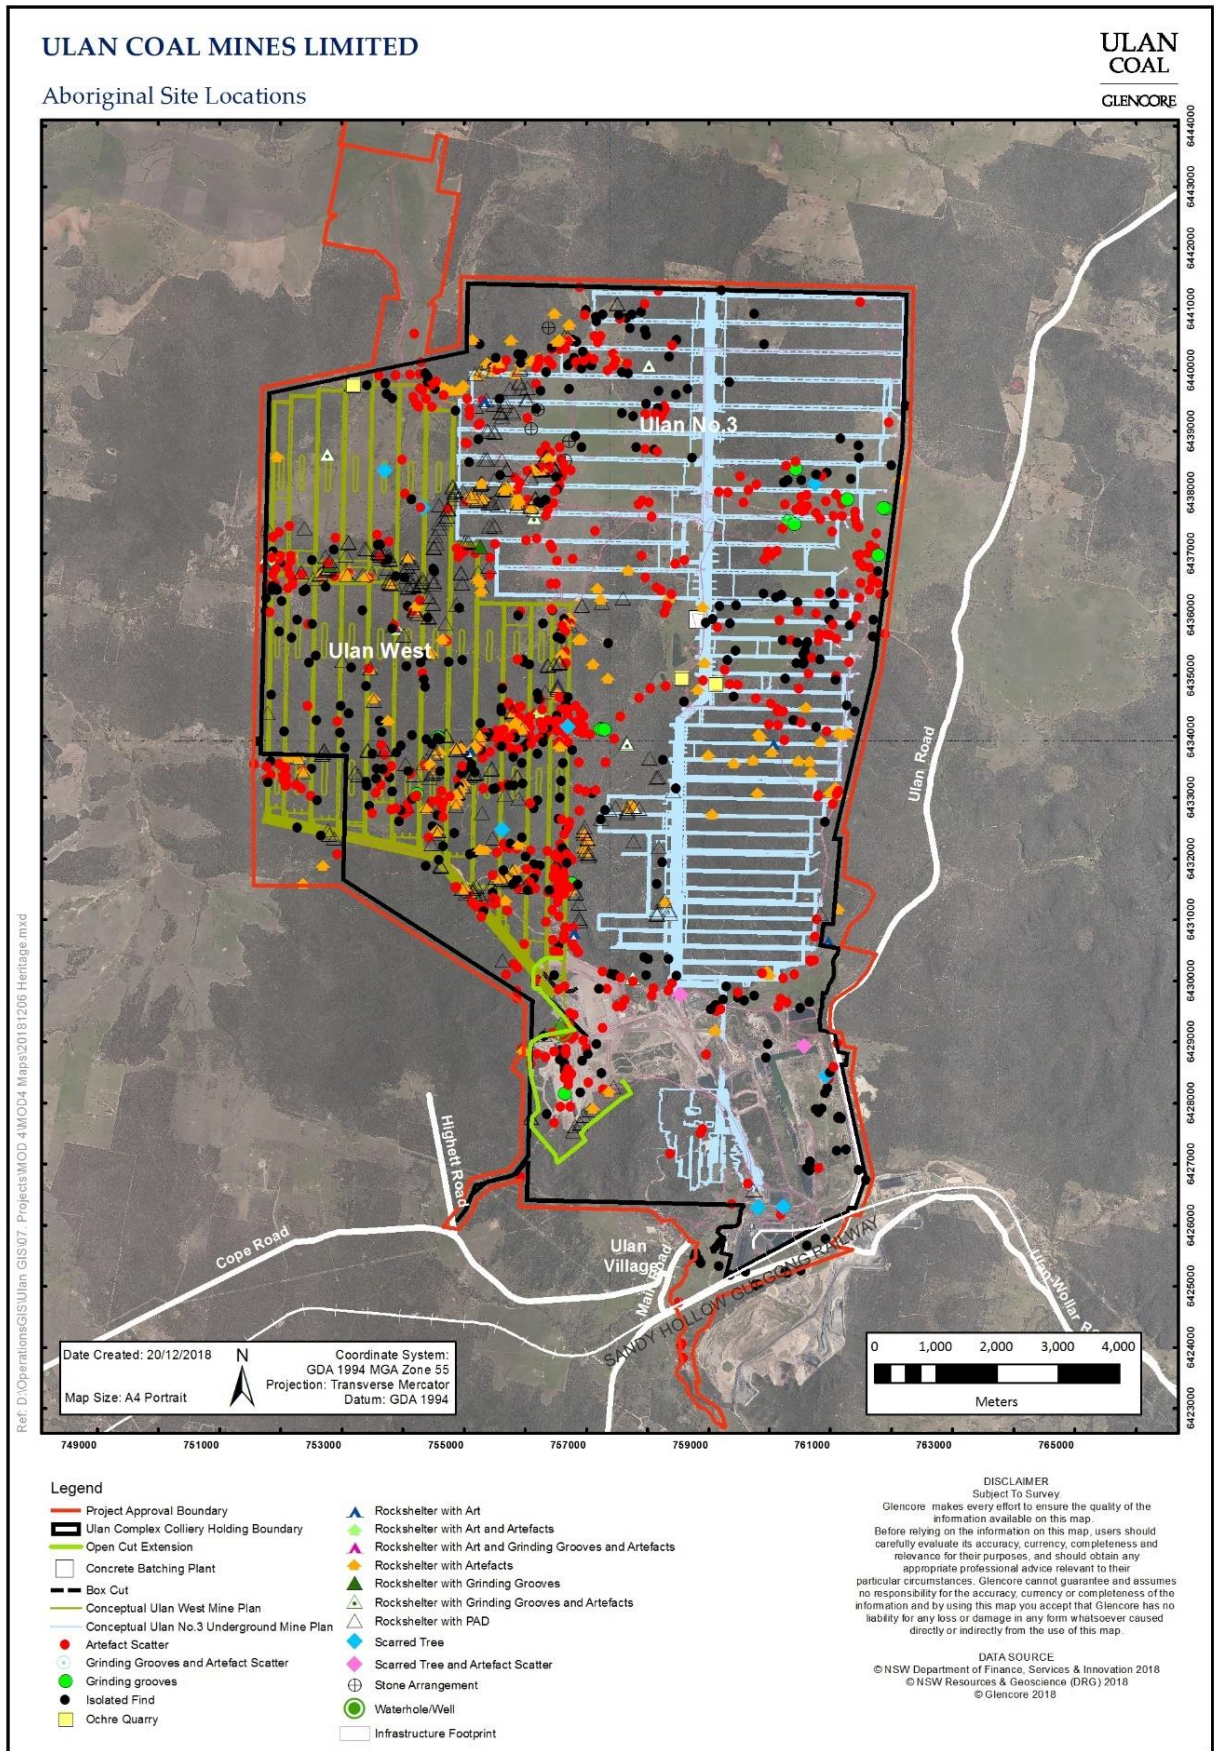 ULAN COAL MINES LIMITED
Aboriginal Site Locations
ULAN
COAL
GLENCORE
6444000
6443000
6442000
6441000
6440000
6439000
6438000
6437000
6436000
6435000
6434000
6433000
6432000
6431000
6430000
6429000
6428000
6427000
6426000
6425000
6424000
6423000
Ulan No.3
Ulan West
Ulan Road
Highett Road
Cope Road
Ulan
Village
Main Road
SANDY HOLLOW GULGONG RAILWAY
Ulan-Wollar
Ref: D:\OperationsGIS\Ulan GIS\07. Projects\MOD 4\MOD4 Maps\20181206 Heritage.mxd
Date Created: 20/12/2018
Map Size: A4 Portrait
N
Coordinate System:
GDA 1994 MGA Zone 55
Projection: Transverse Mercator
Datum: GDA 1994
0 1,000 2,000 3,000 4,000
Meters
749000 751000 753000 755000 757000 759000 761000 763000 765000
Legend
Project Approval Boundary
Ulan Complex Colliery Holding Boundary
Open Cut Extension
Concrete Batching Plant
Box Cut
Conceptual Ulan West Mine Plan
Conceptual Ulan No.3 Underground Mine Plan
Artefact Scatter
Grinding Grooves and Artefact Scatter
Grinding grooves
Isolated Find
Ochre Quarry
Rockshelter with Art
Rockshelter with Art and Artefacts
Rockshelter with Art and Grinding Grooves and Artefacts
Rockshelter with Artefacts
Rockshelter with Grinding Grooves
Rockshelter with Grinding Grooves and Artefacts
Rockshelter with PAD
Scarred Tree
Scarred Tree and Artefact Scatter
Stone Arrangement
Waterhole/Well
Infrastructure Footprint
DISCLAIMER
Subject To Survey.
Glencore makes every effort to ensure the quality of the
information available on this map.
Before relying on the information on this map, users should
carefully evaluate its accuracy, currency, completeness and
relevance for their purposes, and should obtain any
appropriate professional advice relevant to their
particular circumstances. Glencore cannot guarantee and assumes
no responsibility for the accuracy, currency or completeness of the
information and by using this map you accept that Glencore has no
liability for any loss or damage in any form whatsoever caused
directly or indirectly from the use of this map.
DATA SOURCE
© NSW Department of Finance, Services & Innovation 2018
© NSW Resources & Geoscience (DRG) 2018
© Glencore 2018